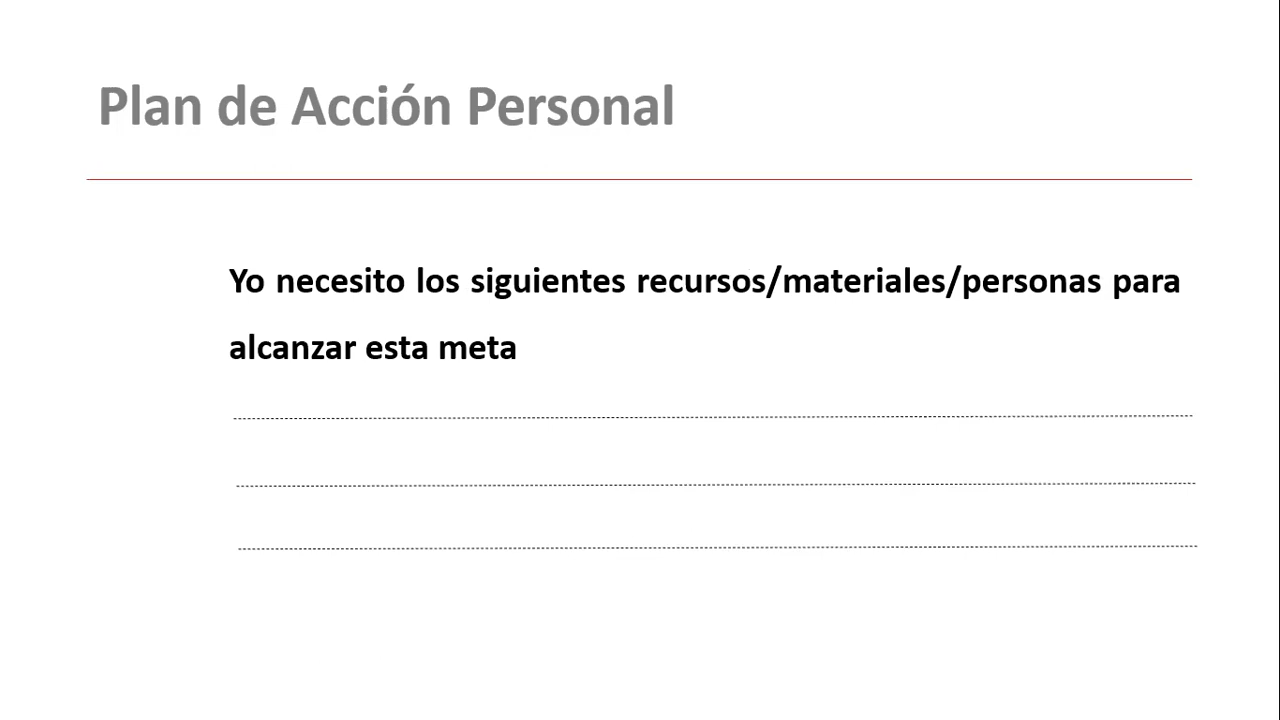 Plan de Acción Personal
Yo necesito los siguientes recursos/materiales/personas para
alcanzar esta meta